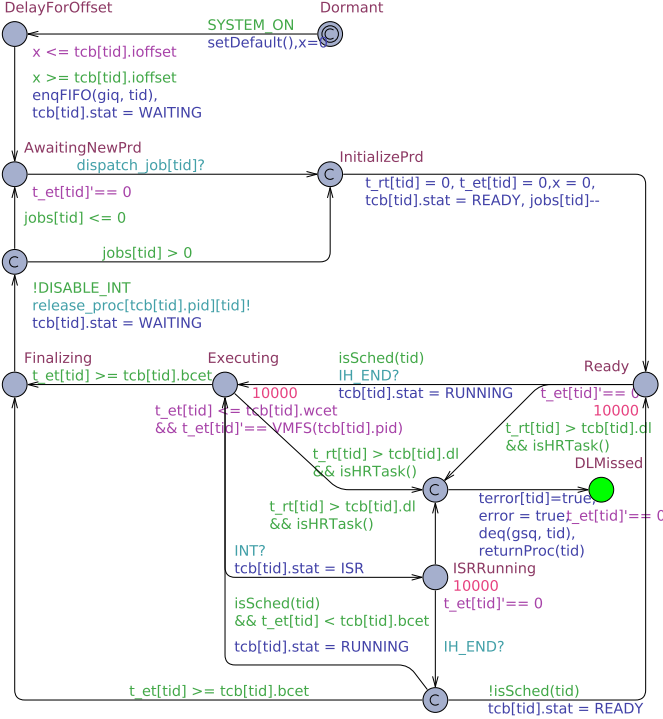 DelayForOffset
Dormant
SYSTEM_ON
setDefault(),x=0
C
x <= tcb[tid].ioffset
x >= tcb[tid].ioffset
enqFIFO(giq, tid),
tcb[tid].stat = WAITING
AwaitingNewPrd
dispatch_job[tid]?
InitializePrd
C
t_et[tid]'== 0
t_rt[tid] = 0, t_et[tid] = 0,x = 0,
tcb[tid].stat = READY, jobs[tid]--
jobs[tid] <= 0
jobs[tid] > 0
C
!DISABLE_INT
release_proc[tcb[tid].pid][tid]!
tcb[tid].stat = WAITING
Finalizing
t_et[tid] >= tcb[tid].bcet
Executing
10000
isSched(tid)
IH_END?
tcb[tid].stat = RUNNING
Ready
t_et[tid]'== 0
10000
t_et[tid] <= tcb[tid].wcet
&& t_et[tid]'== VMFS(tcb[tid].pid)
t_rt[tid] > tcb[tid].dl
&& isHRTask()
t_rt[tid] > tcb[tid].dl
&& isHRTask()
DLMissed
C
t_rt[tid] > tcb[tid].dl
&& isHRTask()
terror[tid]=true,
error = true,
t_et[tid]'== 0
deq(gsq, tid),
returnProc(tid)
INT?
tcb[tid].stat = ISR
ISRRunning
10000
t_et[tid]'== 0
isSched(tid)
&& t_et[tid] < tcb[tid].bcet
tcb[tid].stat = RUNNING
IH_END?
t_et[tid] >= tcb[tid].bcet
C
!isSched(tid)
tcb[tid].stat = READY